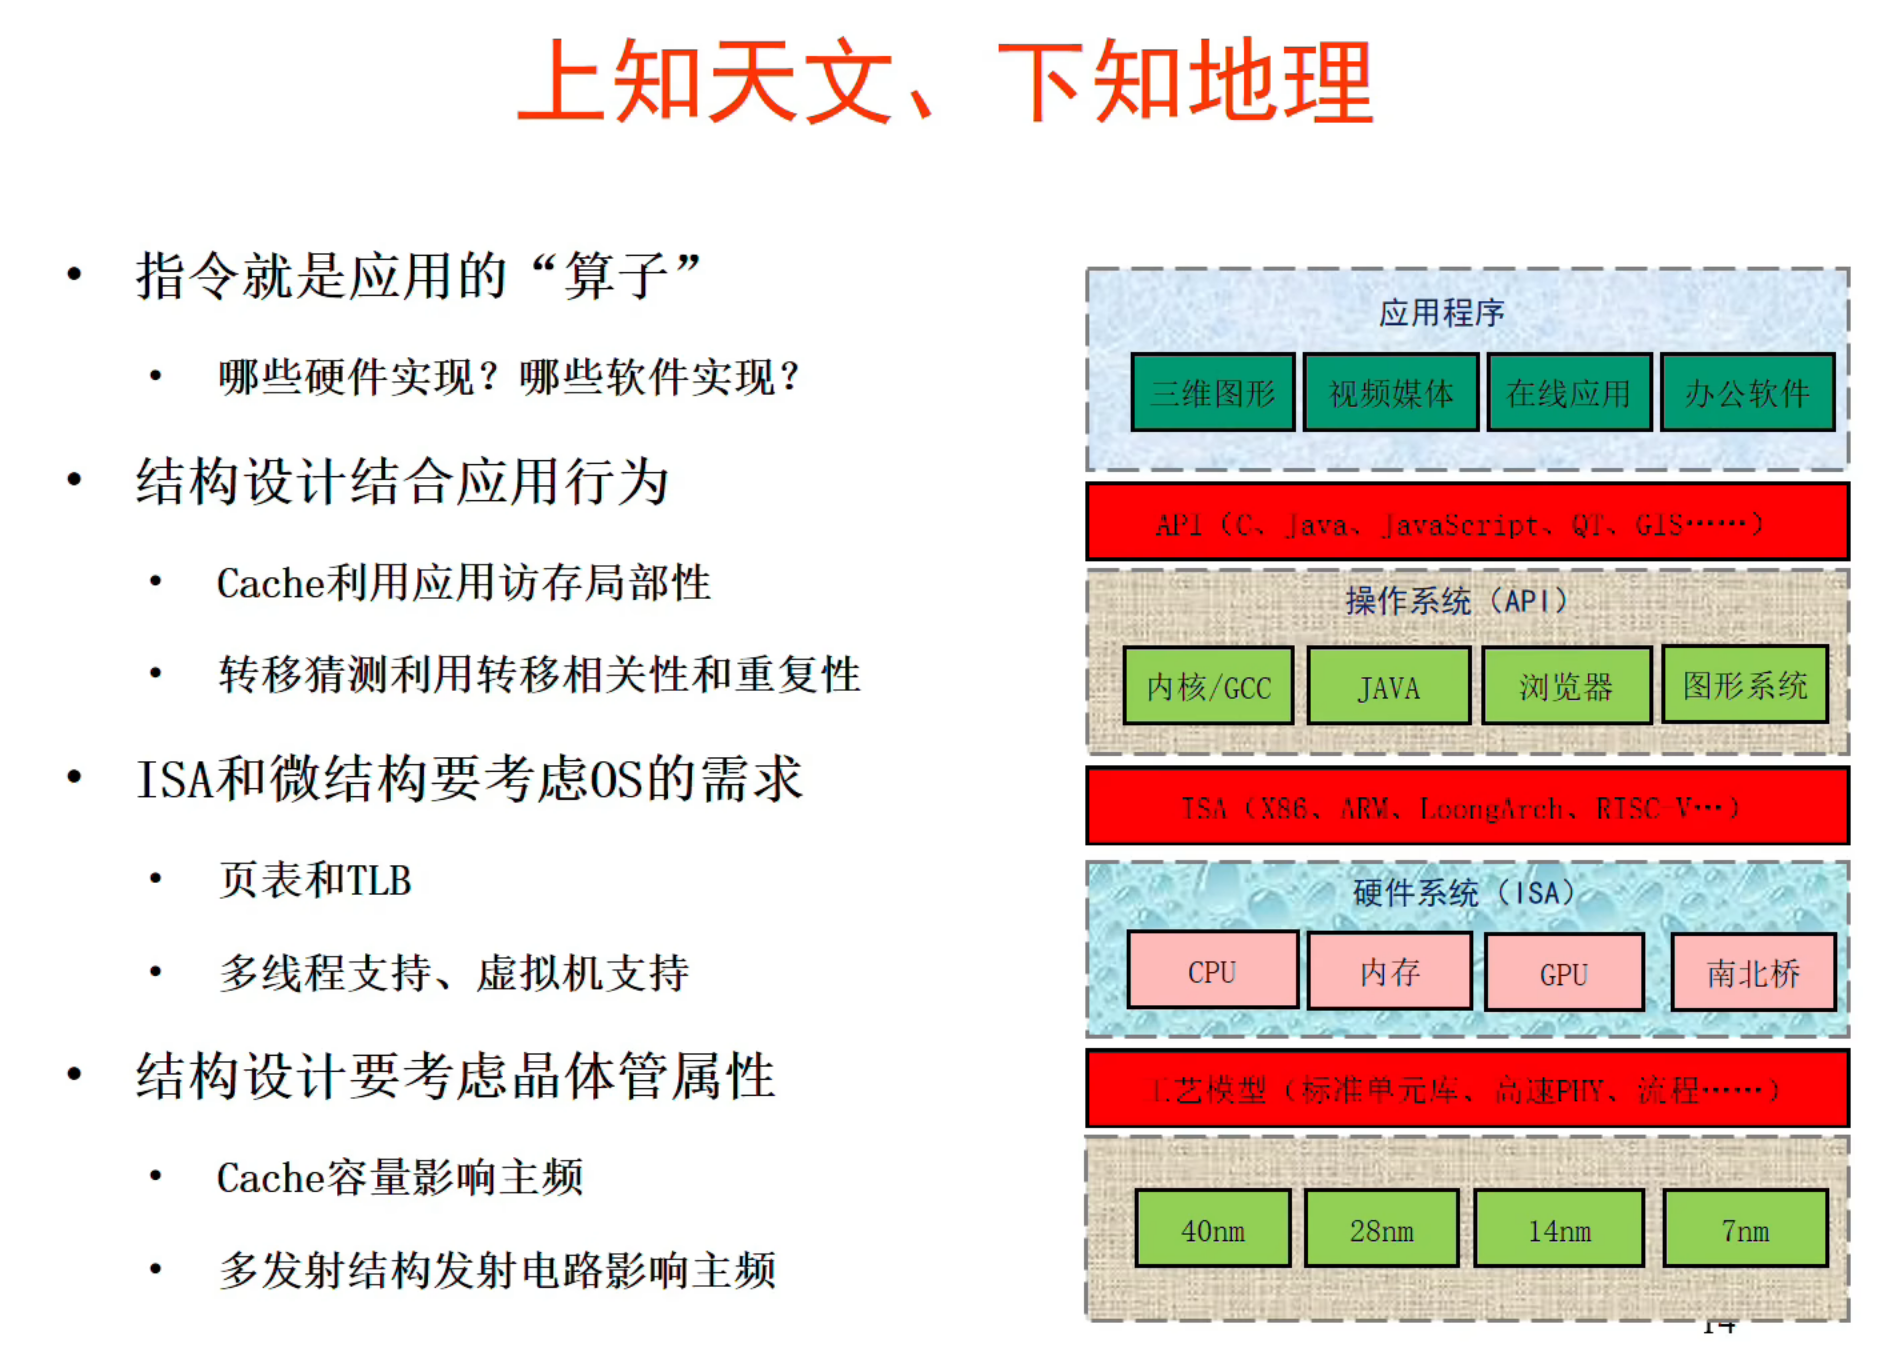 上知天文、下知地理
• 指令就是应用的“算子”
• 哪些硬件实现？哪些软件实现？
• 结构设计结合应用行为
• Cache利用应用访存局部性
• 转移猜测利用转移相关性和重复性
• ISA和微结构要考虑OS的需求
• 页表和TLB
• 多线程支持、虚拟机支持
• 结构设计要考虑晶体管属性
• Cache容量影响主频
• 多发射结构发射电路影响主频
应用程序
三维图形 视频媒体 在线应用 办公软件
API（C、Java、JavaScript、QT、GIS……）
操作系统（API）
内核/GCC JAVA 浏览器 图形系统
ISA（X86、ARM、LoongArch、RISC-V…）
硬件系统（ISA）
CPU 内存 GPU 南北桥
工艺模型（标准单元库、高速PHY、流程……）
40nm 28nm 14nm 7nm
14